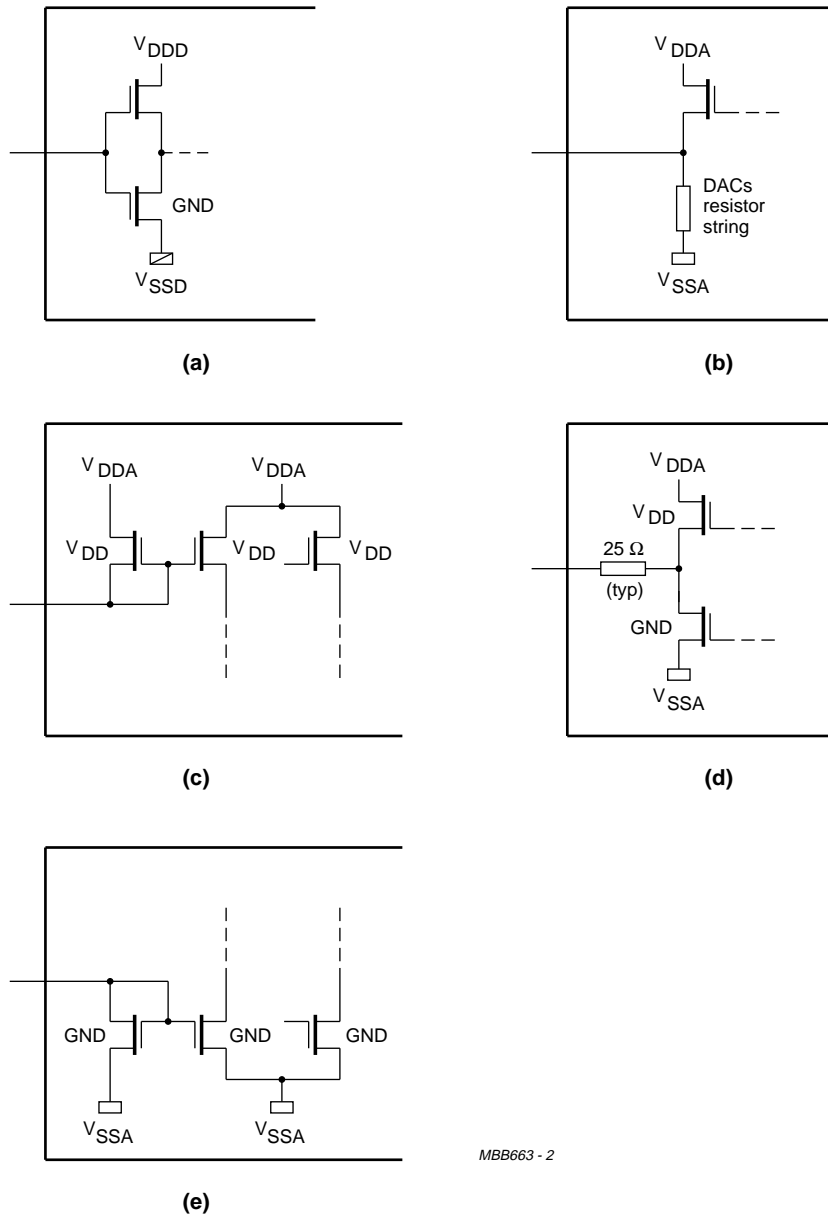 V DDD
GND
V SSD
(a)
V DDA
DACs
resistor
string
V SSA
(b)
V DDA
V DDA
V DD
V DD
V DD
(c)
V DDA
V DD
25 Ω
(typ)
GND
V SSA
(d)
GND
GND
GND
V SSA
V SSA
MBB663 - 2
(e)